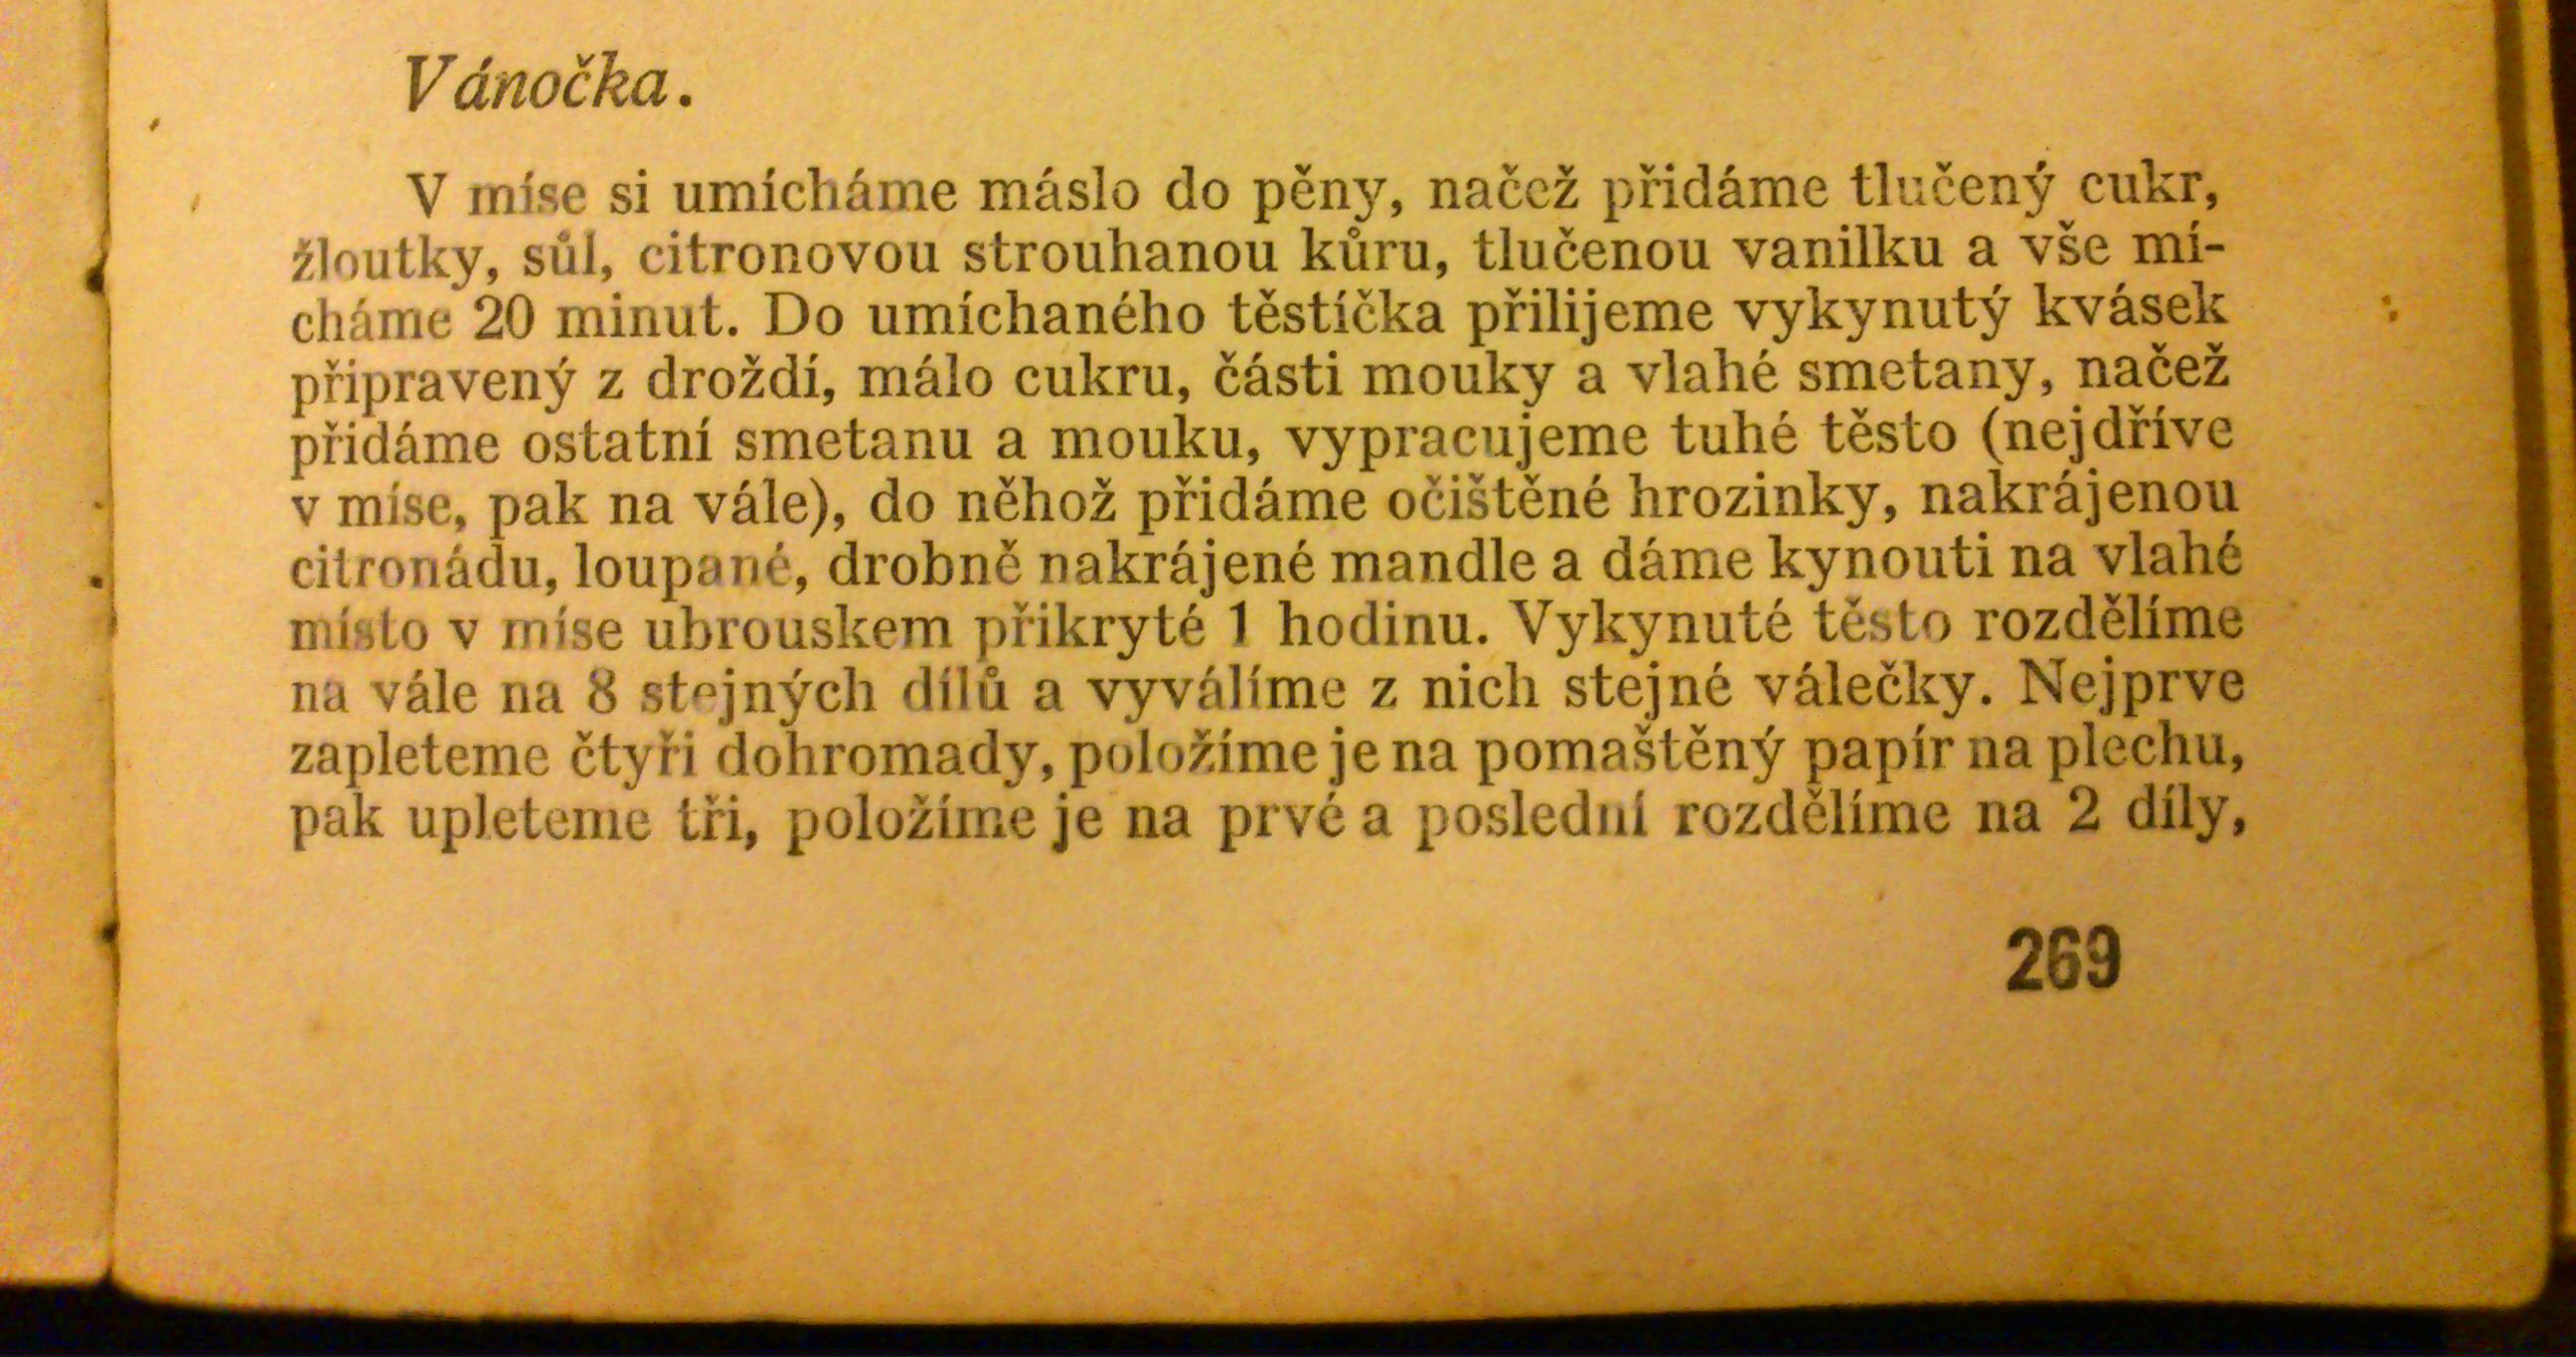 Vánočka.
V míse si umícháme máslo do pěny, načež přidáme tlučený cukr,
žloutky, sůl, citronovou strouhanou kůru, tlučenou vanilku a vše mí-
cháme 20 minut. Do umíchaného těstíčka přilijeme vykynutý kvásek
připravený z droždí, málo cukru, části mouky a vlahé smetany, načež
přidáme ostatní smetanu a mouku, vypracujeme tuhé těsto (nejdříve
v míse, pak na vále), do něhož přidáme očištěné hrozinky, nakrájenou
citronádu, loupané, drobně nakrájené mandle a dáme kynouti na vlahé
místo v míse ubrouskem přikryté 1 hodinu. Vykynuté těsto rozdělíme
na vále na 8 stejných dílů a vyválíme z nich stejné válečky. Nejprve
zapleteme čtyři dohromady, položíme je na pomaštěný papír na plechu,
pak upleteme tři, položíme je na prvé a poslední rozdělíme na 2 díly,
269